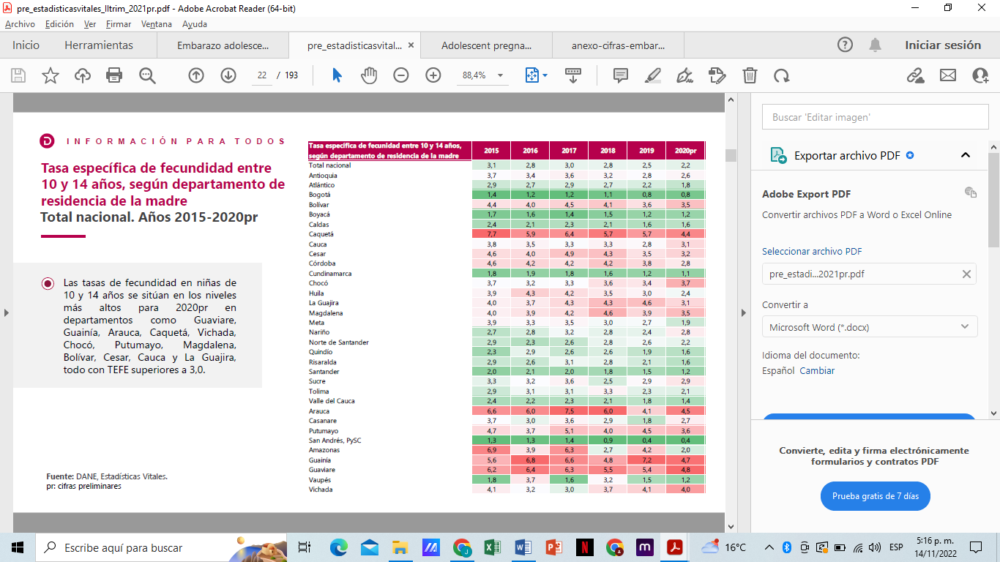 pre_estadisticasvitales_IItrim_2021pr.pdf - Adobe Acrobat Reader (64-bit)
Archivo Edición Ver Firmar Ventana Ayuda
Inicio Herramientas Embarazo adolesce... pre_estadisticasvital... × Adolescent pregna... anexo-cifras-embar... Iniciar sesión
22 / 193 88,4%
INFORMACIÓN PARA TODOS
Tasa específica de fecundidad entre
10 y 14 años, según departamento de
residencia de la madre
Total nacional. Años 2015-2020pr
Las tasas de fecundidad en niñas de
10 y 14 años se sitúan en los niveles
más altos para 2020pr en
departamentos como Guaviare,
Guainía, Arauca, Caquetá, Vichada,
Chocó, Putumayo, Magdalena,
Bolívar, Cesar, Cauca y La Guajira,
todo con TEFE superiores a 3,0.
Fuente: DANE, Estadísticas Vitales.
pr: cifras preliminares
Tasa específica de fecundidad entre 10 y 14 años,
según departamento de residencia de la madre 2015 2016 2017 2018 2019 2020pr
Total nacional 3,1 2,8 3,0 2,8 2,5 2,2
Antioquia 3,7 3,4 3,6 3,2 2,8 2,6
Atlántico 2,9 2,9 2,9 2,7 2,2 1,8
Bogotá 1,4 1,2 1,2 1,1 0,8 0,8
Bolívar 4,4 4,0 4,5 4,1 3,6 3,5
Boyacá 1,7 1,6 1,4 1,5 1,2 1,2
Caldas 2,4 2,1 2,3 2,1 1,6 1,6
Caquetá 7,7 5,9 6,4 5,7 5,7 4,4
Cauca 3,8 3,5 3,3 3,3 2,8 3,1
Cesar 4,6 4,0 4,9 4,3 3,5 3,2
Córdoba 4,6 4,2 4,2 4,2 3,8 2,8
Cundinamarca 1,8 1,9 1,8 1,6 1,2 1,1
Chocó 3,7 3,2 3,3 3,6 3,4 3,7
Huila 3,9 4,3 4,2 3,5 3,0 2,4
La Guajira 4,0 3,7 4,3 4,3 4,6 3,1
Magdalena 4,0 3,9 4,2 4,6 3,9 3,5
Meta 3,9 3,3 3,5 3,0 2,7 1,9
Nariño 2,7 2,8 3,2 2,8 2,4 2,8
Norte de Santander 2,9 2,3 2,6 2,8 2,6 2,2
Quindío 2,3 2,9 2,6 2,6 1,9 1,6
Risaralda 2,9 2,6 3,1 2,8 2,1 1,6
Santander 2,0 2,1 2,0 1,8 1,5 1,2
Sucre 3,3 3,2 3,6 2,5 2,9 2,9
Tolima 2,9 3,1 3,1 3,3 2,3 2,1
Valle del Cauca 2,4 2,2 2,3 2,1 1,8 1,4
Arauca 6,6 6,0 7,5 6,0 4,1 4,5
Casanare 3,7 3,0 3,6 2,9 1,8 2,7
Putumayo 4,6 3,7 5,1 4,0 4,5 3,6
San Andrés, PySC 1,3 1,3 1,4 0,9 0,4 0,4
Amazonas 6,9 3,9 6,3 2,7 4,2 2,0
Guainía 5,6 6,8 6,6 4,8 7,2 4,7
Guaviare 6,2 6,4 6,3 5,5 5,4 4,8
Vaupés 1,8 3,7 1,6 3,2 1,5 1,2
Vichada 4,1 3,2 3,0 3,7 4,1 4,0
Buscar 'Editar imagen'
Exportar archivo PDF
Adobe Export PDF
Convertir archivos PDF a Word o Excel Online
Seleccionar archivo PDF
pre_estadi...2021pr.pdf
Convertir a
Microsoft Word (*.docx)
Idioma del documento:
Español Cambiar
Convierte, edita y firma electrónicamente
formularios y contratos PDF
Prueba gratis de 7 días
Escribe aquí para buscar
16°C ESP 5:16 p. m.
14/11/2022